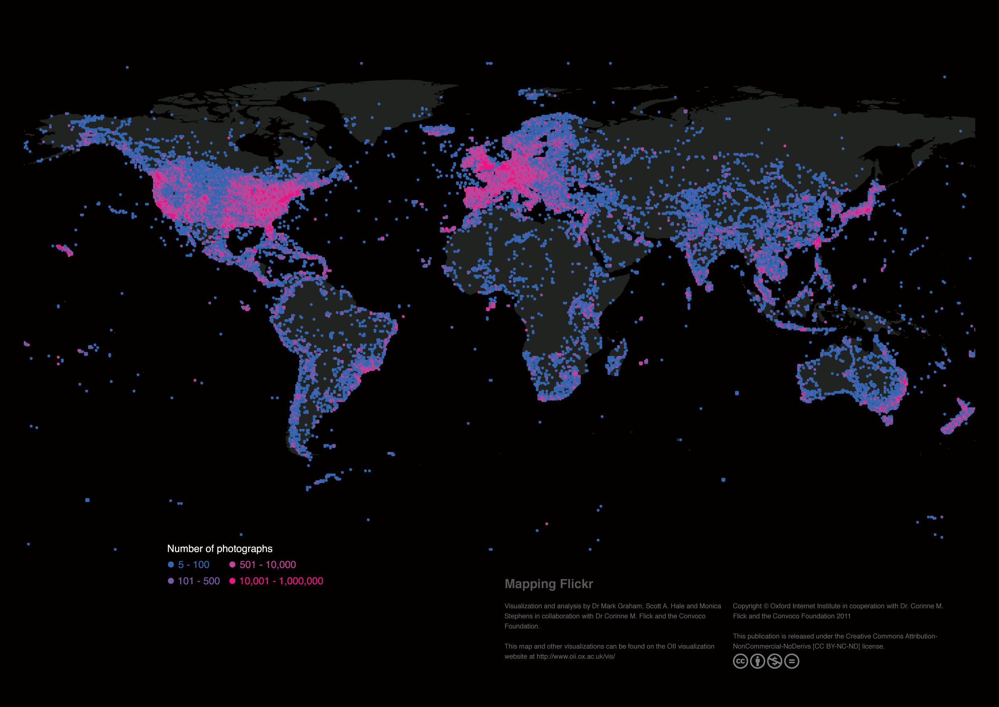 Number of photographs
5 - 100
501 - 10,000
101 - 500
10,001 - 1,000,000
Mapping Flickr
Visualization and analysis by Dr Mark Graham, Scott A. Hale and Monica
Stephens in collaboration with Dr Corinne M. Flick and the Convoco
Foundation.
This map and other visualizations can be found on the OII visualization
website at http://www.oii.ox.ac.uk/vis/
Copyright © Oxford Internet Institute in cooperation with Dr. Corinne M.
Flick and the Convoco Foundation 2011
This publication is released under the Creative Commons Attribution-
NonCommercial-NoDerivs [CC BY-NC-ND] license.
cc